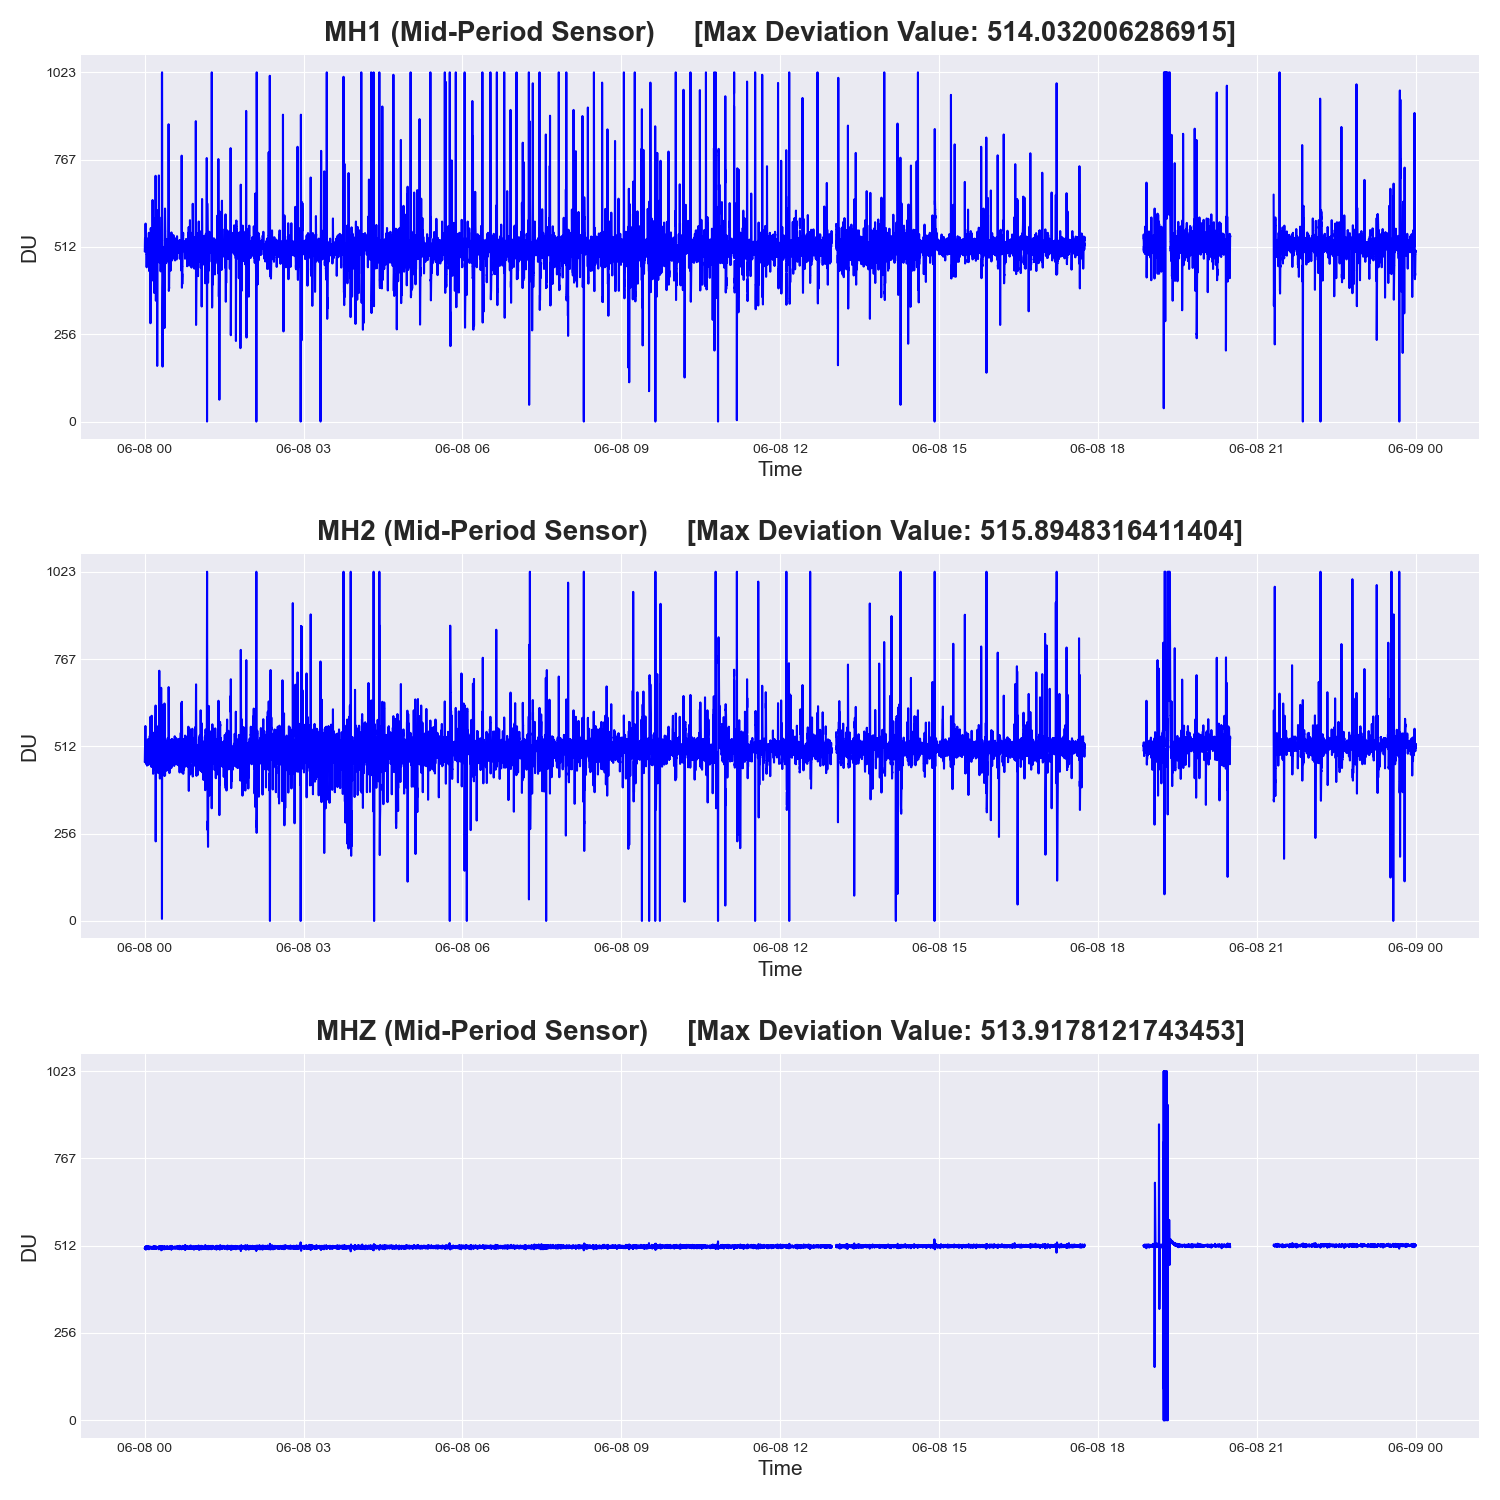 MH1 (Mid-Period Sensor) [Max Deviation Value: 514.032006286915]
1023
767
512
256
0
DU
06-08 00 06-08 03 06-08 06 06-08 09 06-08 12 06-08 15 06-08 18 06-08 21 06-09 00
Time
MH2 (Mid-Period Sensor) [Max Deviation Value: 515.8948316411404]
1023
767
512
256
0
DU
06-08 00 06-08 03 06-08 06 06-08 09 06-08 12 06-08 15 06-08 18 06-08 21 06-09 00
Time
MHZ (Mid-Period Sensor) [Max Deviation Value: 513.9178121743453]
1023
767
512
256
0
DU
06-08 00 06-08 03 06-08 06 06-08 09 06-08 12 06-08 15 06-08 18 06-08 21 06-09 00
Time